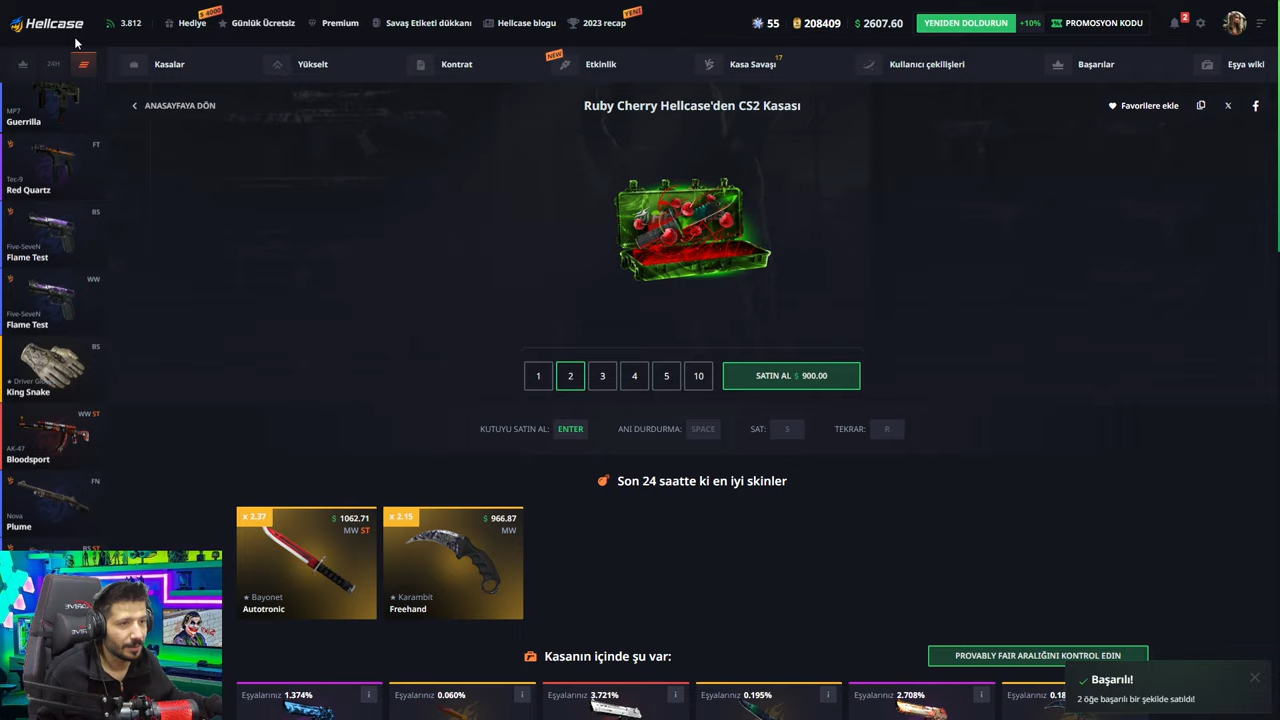 Hellcase
3.812
Hediye
$ 4000
Günlük Ücretsiz
Premium
Savaş Etiketi dükkanı
Hellcase blogu
2023 recap
YENİ
55
208409
$ 2607.60
YENİDEN DOLDURUN
+10%
PROMOSYON KODU
2
24H
Kasalar
Yükselt
Kontrat
NEW
Etkinlik
Kasa Savaşı
17
Kullanıcı çekilişleri
Başarılar
Eşya wiki
ANASAYFAYA DÖN
Ruby Cherry Hellcase'den CS2 Kasası
Favorilere ekle
MP7
Guerrilla
FT
Tec-9
Red Quartz
BS
Five-SeveN
Flame Test
WW
Five-SeveN
Flame Test
BS
★ Driver
King Snake
WW ST
AK-47
Bloodsport
FN
Nova
Plume
BS ST
1
2
3
4
5
10
SATIN AL $ 900.00
KUTUYU SATIN AL: ENTER
ANI DURDURMA: SPACE
SAT: S
TEKRAR: R
Son 24 saatte ki en iyi skinler
x 2.37
$ 1062.71
MW ST
★ Bayonet
Autotronic
x 2.15
$ 966.87
MW
★ Karambit
Freehand
Kasanın içinde şu var:
PROVABLY FAIR ARALIĞINI KONTROL EDIN
Eşyalarınız 1.374%
Eşyalarınız 0.060%
Eşyalarınız 3.721%
Eşyalarınız 0.195%
Eşyalarınız 2.708%
Başarılı!
2 öğe başarılı bir şekilde satıldı!